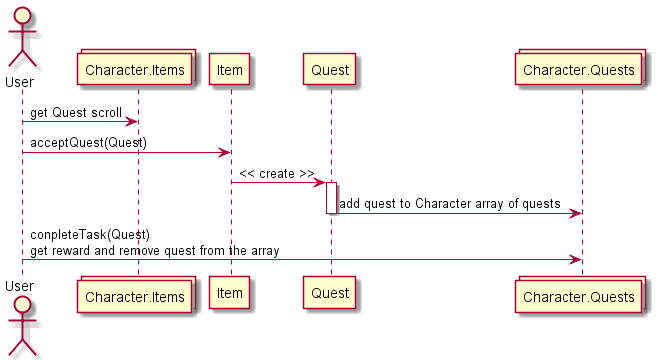 User
Character.Items
Item
Quest
Character.Quests
get Quest scroll
acceptQuest(Quest)
<< create >>
add quest to Character array of quests
conpleteTask(Quest)
get reward and remove quest from the array
User
Character.Items
Item
Quest
Character.Quests